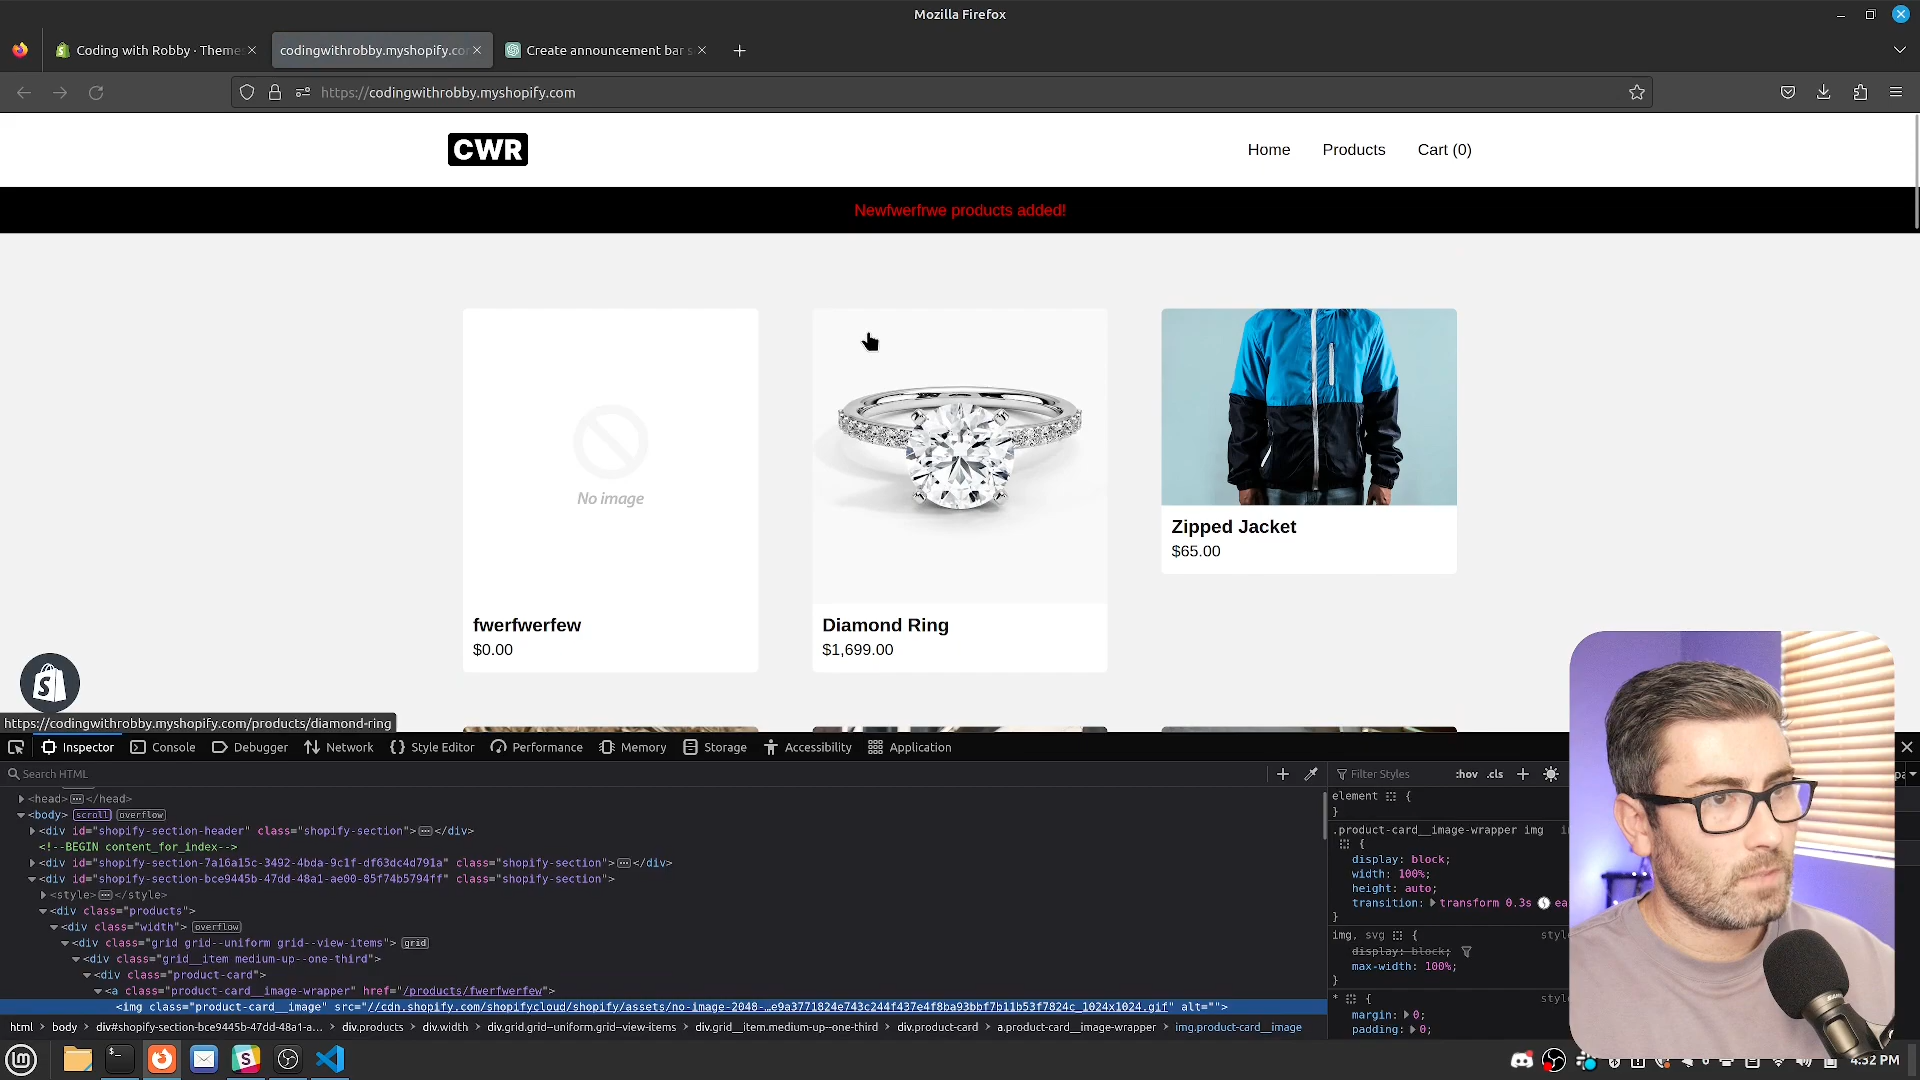 Mozilla Firefox
Coding with Robby · Theme
codingwithrobby.myshopify.co
Create announcement bar s
https://codingwithrobby.myshopify.com
CWR
Home
Products
Cart (0)
Newfwerfrwe products added!
No image
fwerfwerfew
$0.00
Diamond Ring
$1,699.00
Zipped Jacket
$65.00
https://codingwithrobby.myshopify.com/products/diamond-ring
Inspector
Console
Debugger
Network
Style Editor
Performance
Memory
Storage
Accessibility
Application
Search HTML
Filter Styles
:hov .cls
<head> </head>
<body> scroll overflow
<div id="shopify-section-header" class="shopify-section"> </div>
<!--BEGIN content_for_index-->
<div id="shopify-section-7a16a15c-3492-4bda-9c1f-df63dc4d791a" class="shopify-section"> </div>
<div id="shopify-section-bce9445b-47dd-48a1-ae00-85f74b5794ff" class="shopify-section">
<style> </style>
<div class="products">
<div class="width"> overflow
<div class="grid grid--uniform grid--view-items"> grid
<div class="grid__item medium-up--one-third">
<div class="product-card">
<a class="product-card__image-wrapper" href="/products/fwerfwerfew">
<img class="product-card__image" src="//cdn.shopify.com/shopifycloud/shopify/assets/no-image-2048-…e9a3771824e743c244f437e4f8ba93bbf7b11b53f7824c_1024x1024.gif" alt="">
element {
}
.product-card__image-wrapper img
{
display: block;
width: 100%;
height: auto;
transition: transform 0.3s ea
}
img, svg { style
display: block;
max-width: 100%;
}
* { style
margin: 0;
padding: 0;
html
body
div#shopify-section-bce9445b-47dd-48a1-a…
div.products
div.width
div.grid.grid--uniform.grid--view-items
div.grid__item.medium-up--one-third
div.product-card
a.product-card__image-wrapper
img.product-card__image
4:32 PM